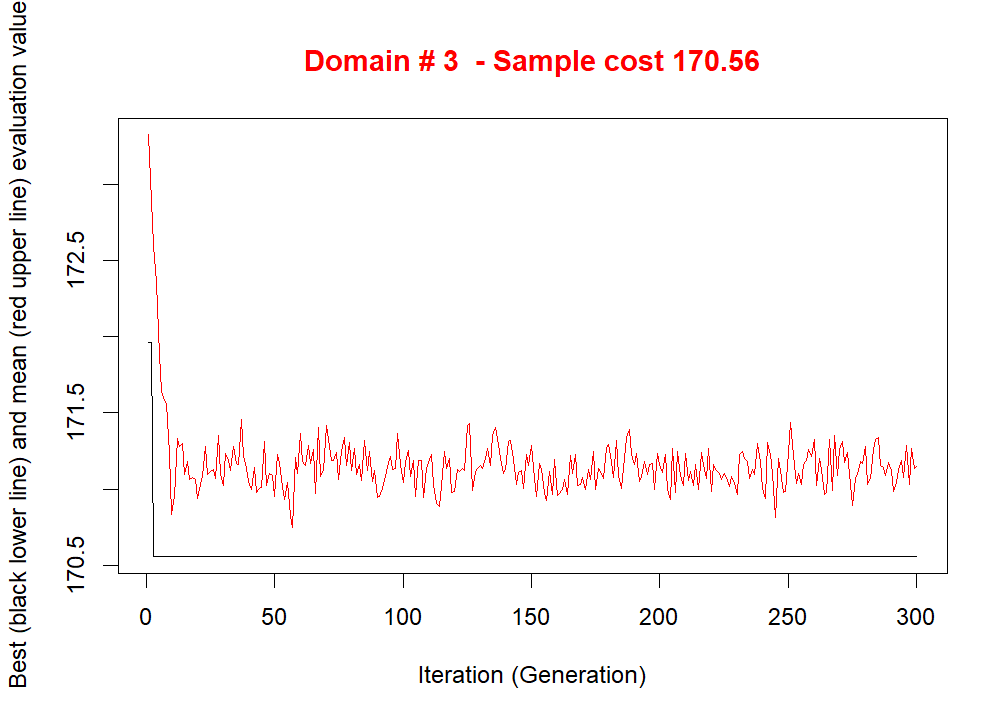 Domain # 3  - Sample cost 170.56
Best (black lower line) and mean (red upper line) evaluation value
172.5
171.5
170.5
0 50 100 150 200 250 300
Iteration (Generation)